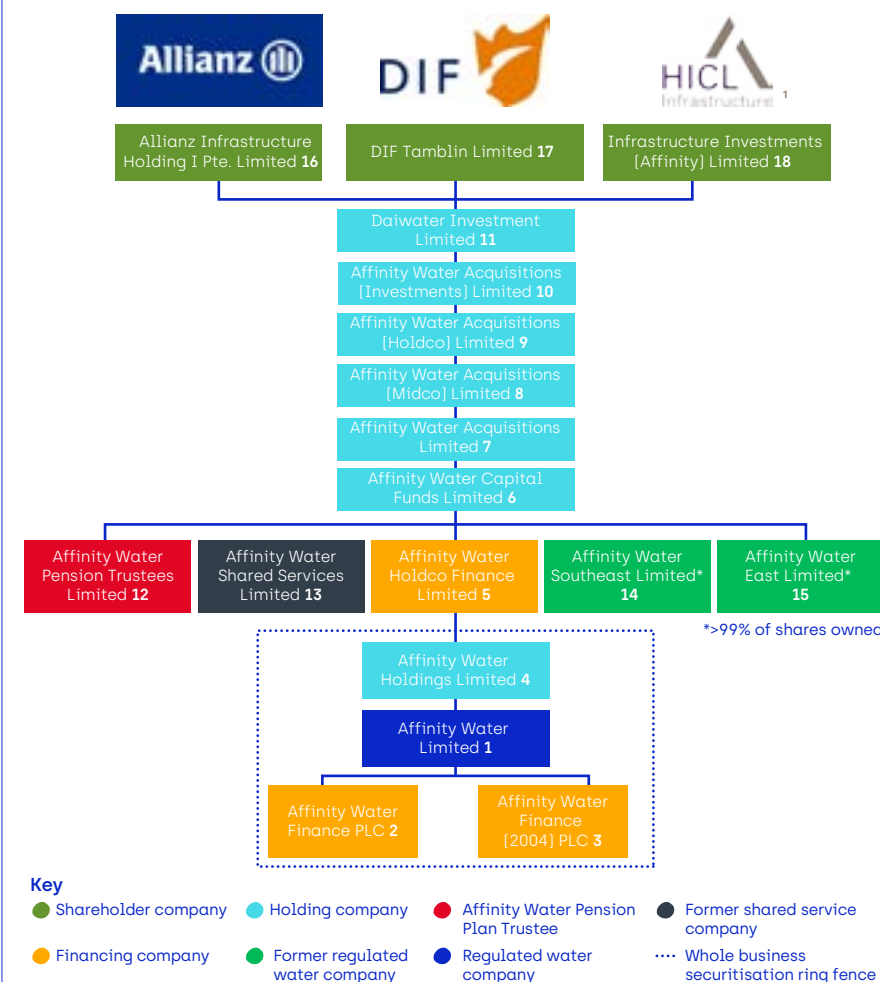 Allianz
DIF
HICL
Infrastructure 1
Allianz Infrastructure
Holding I Pte. Limited 16
DIF Tamblin Limited 17
Infrastructure Investments
(Affinity) Limited 18
Daiwater Investment
Limited 11
Affinity Water Acquisitions
(Investments) Limited 10
Affinity Water Acquisitions
(Holdco) Limited 9
Affinity Water Acquisitions
(Midco) Limited 8
Affinity Water Acquisitions
Limited 7
Affinity Water Capital
Funds Limited 6
Affinity Water
Pension Trustees
Limited 12
Affinity Water
Shared Services
Limited 13
Affinity Water
Holdco Finance
Limited 5
Affinity Water
Southeast Limited*
14
Affinity Water
East Limited*
15
*>99% of shares owned
Affinity Water
Holdings Limited 4
Affinity Water
Limited 1
Affinity Water
Finance PLC 2
Affinity Water
Finance
(2004) PLC 3
Key
Shareholder company
Holding company
Affinity Water Pension
Plan Trustee
Former shared service
company
Financing company
Former regulated
water company
Regulated water
company
Whole business
securitisation ring fence